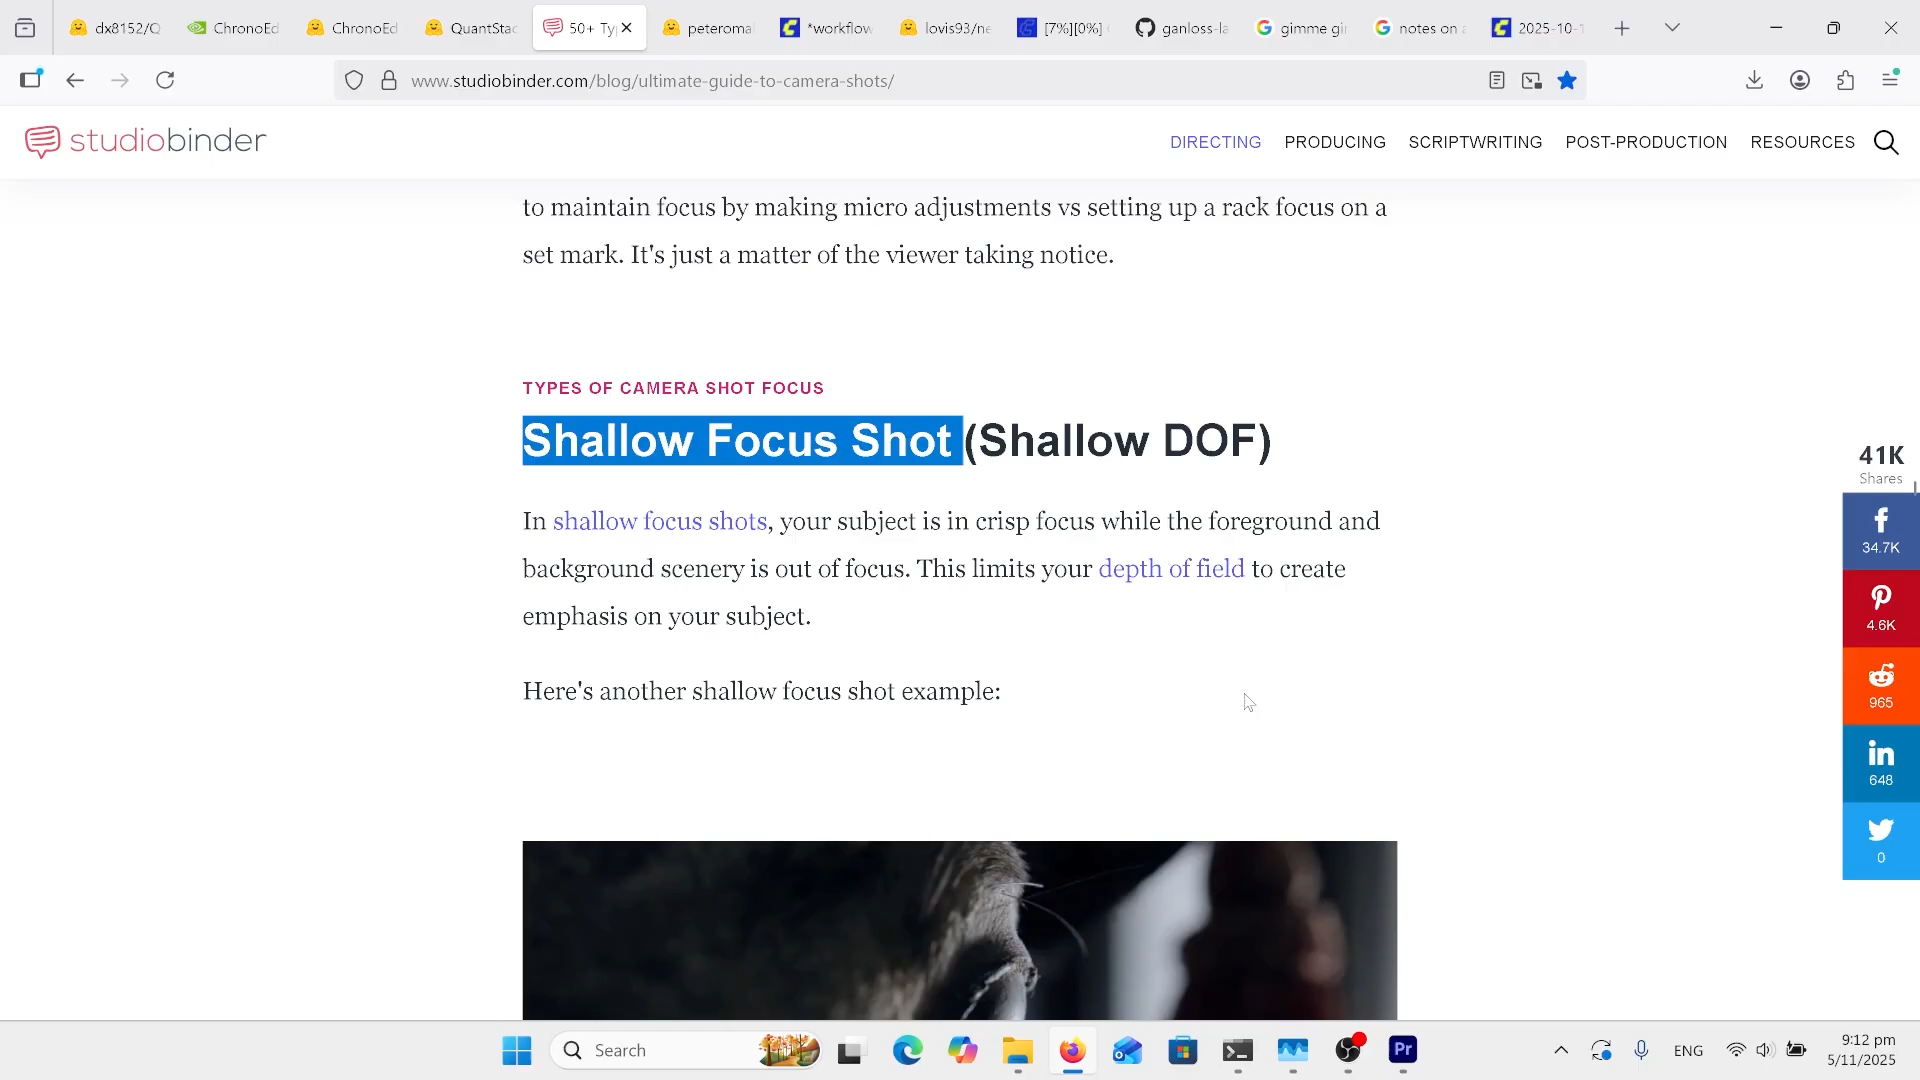 dx8152/Q
ChronoEd
ChronoEd
QuantStac
50+ Ty
peteroma
*workflow
lovis93/ne
[7%][0%]
ganloss-la
gimme gi
notes on a
2025-10-1
www.studiobinder.com/blog/ultimate-guide-to-camera-shots/
studiobinder
DIRECTING
PRODUCING
SCRIPTWRITING
POST-PRODUCTION
RESOURCES
to maintain focus by making micro adjustments vs setting up a rack focus on a
set mark. It's just a matter of the viewer taking notice.
TYPES OF CAMERA SHOT FOCUS
Shallow Focus Shot (Shallow DOF)
In shallow focus shots, your subject is in crisp focus while the foreground and
background scenery is out of focus. This limits your depth of field to create
emphasis on your subject.
Here's another shallow focus shot example:
41K
Shares
34.7K
4.6K
965
648
0
Search
Pr
ENG
9:12 pm
5/11/2025